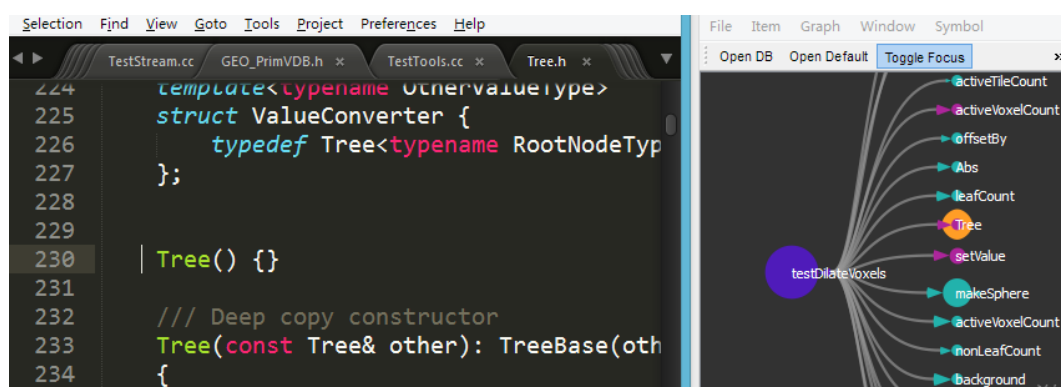 Selection Find View Goto Tools Project Preferences Help
TestStream.cc GEO_PrimVDB.h × TestTools.cc × Tree.h ×
224 template<typename OtherValueType>
225 struct ValueConverter {
226 typedef Tree<typename RootNodeTyp
227 };
228
229
230 Tree() {}
231
232 /// Deep copy constructor
233 Tree(const Tree& other): TreeBase(oth
234 {
File Item Graph Window Symbol
Open DB Open Default Toggle Focus »
activeTileCount
activeVoxelCount
offsetBy
Abs
leafCount
Tree
setValue
testDilateVoxels
makeSphere
activeVoxelCount
nonLeafCount
background